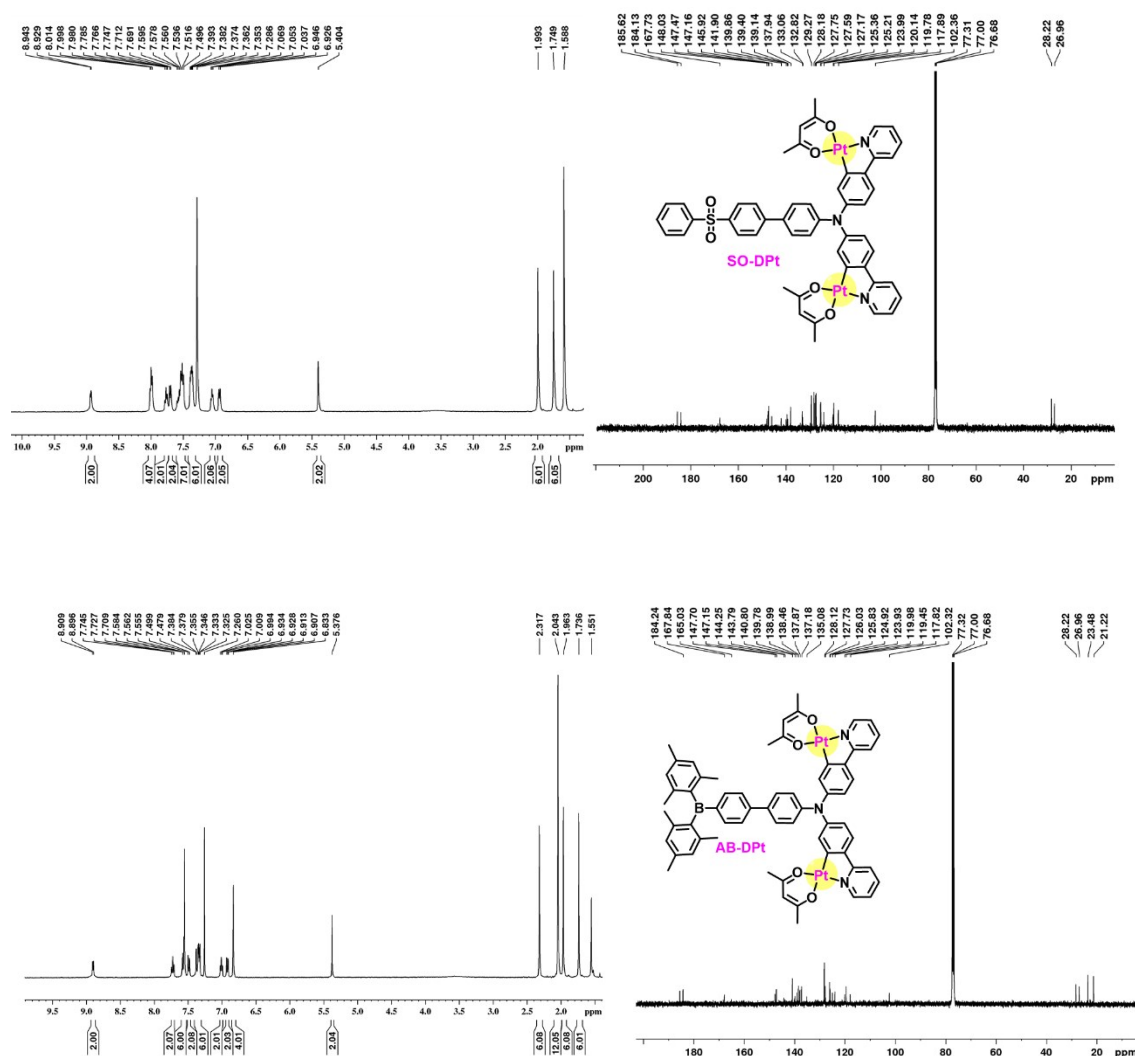 8.943 8.929 8.014 7.998 7.980 7.785 7.766 7.747 7.712 7.691 7.595 7.578 7.560 7.536 7.516 7.496 7.393 7.382 7.374 7.362 7.353 7.286 7.069 7.053 7.037 6.946 6.926 5.404
1.993 1.749 1.588
10.0 9.5 9.0 8.5 8.0 7.5 7.0 6.5 6.0 5.5 5.0 4.5 4.0 3.5 3.0 2.5 2.0 ppm
2.00 4.07 2.01 2.04 7.01 6.01 2.06 2.05 2.02 6.01 6.05
185.62 184.13 167.73 148.03 147.47 147.16 145.92 141.90 139.86 139.40 139.14 137.94 133.06 132.82 129.27 128.18 127.75 127.59 127.17 125.36 125.21 123.99 120.14 119.78 117.89 102.36 77.31 77.00 76.68
28.22 26.96
O
Pt N
O
O
S
O
N
SO-DPt
O Pt N
O
200 180 160 140 120 100 80 60 40 20 ppm
8.909 8.896 7.745 7.727 7.709 7.584 7.562 7.555 7.499 7.479 7.384 7.379 7.355 7.346 7.333 7.325 7.260 7.025 7.009 6.994 6.934 6.928 6.913 6.907 6.833 5.376
2.317 2.043 1.963 1.736 1.551
9.5 9.0 8.5 8.0 7.5 7.0 6.5 6.0 5.5 5.0 4.5 4.0 3.5 3.0 2.5 2.0 ppm
2.00 2.07 6.00 2.08 6.01 2.01 2.03 4.01 2.04 6.08 12.05 6.08 6.01
184.24 167.84 165.03 147.70 147.15 144.25 143.79 140.80 139.78 138.99 138.46 137.87 137.18 135.08 128.12 127.73 126.03 125.83 124.92 123.93 119.98 119.45 117.82 102.32 77.32 77.00 76.68
28.22 26.96 23.48 21.22
O
Pt N
O
B
N
AB-DPt
O Pt N
O
200 180 160 140 120 100 80 60 40 20 ppm